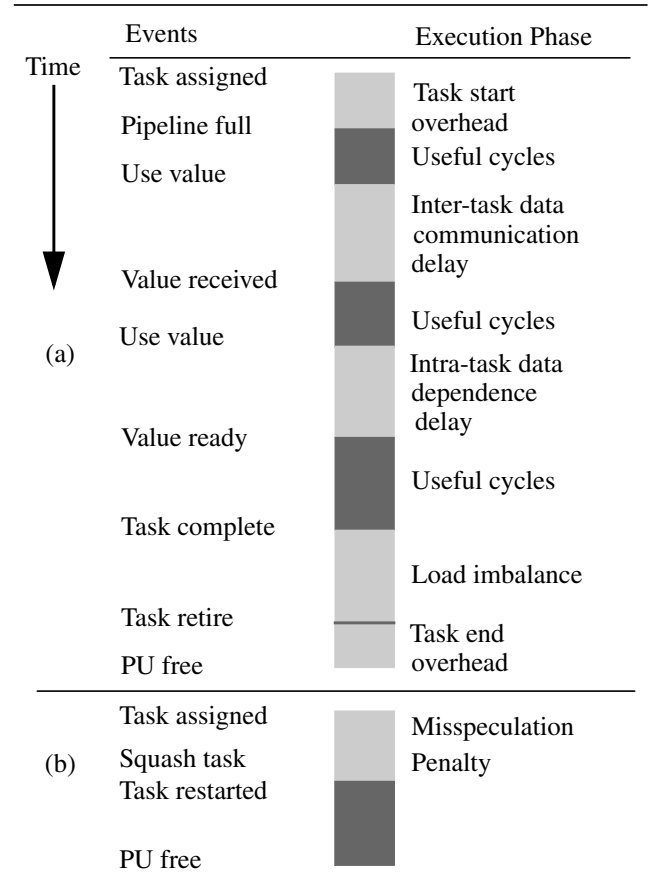 Events
Execution Phase
Time
Task assigned
Task start
overhead
Pipeline full
Useful cycles
Use value
Inter-task data
communication
delay
Value received
Useful cycles
Use value
(a)
Intra-task data
dependence
delay
Value ready
Useful cycles
Task complete
Load imbalance
Task retire
Task end
overhead
PU free
Task assigned
Misspeculation
(b)
Squash task
Penalty
Task restarted
PU free